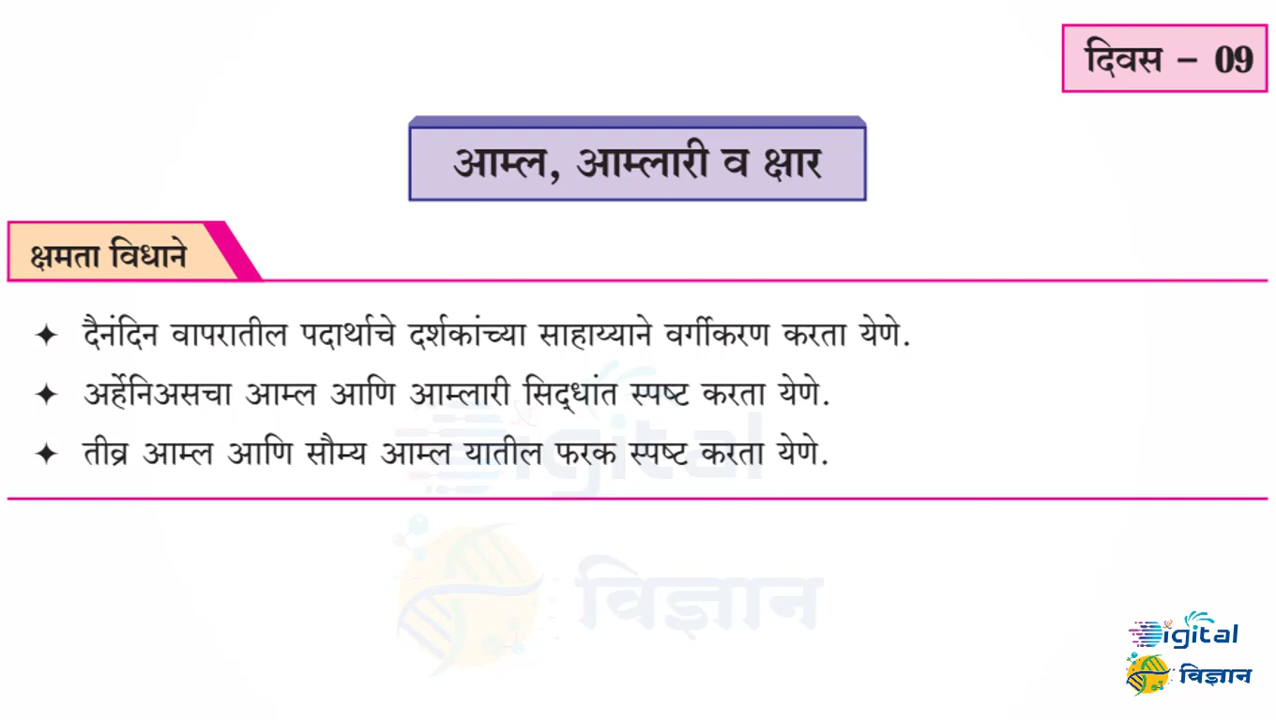 दिवस – 09
आम्ल, आम्लारी व क्षार
क्षमता विधाने
✦ दैनंदिन वापरातील पदार्थाचे दर्शकांच्या साहाय्याने वर्गीकरण करता येणे.
✦ अर्हेनिअसचा आम्ल आणि आम्लारी सिद्धांत स्पष्ट करता येणे.
✦ तीव्र आम्ल आणि सौम्य आम्ल यातील फरक स्पष्ट करता येणे.
Digital
विज्ञान
Digital
विज्ञान